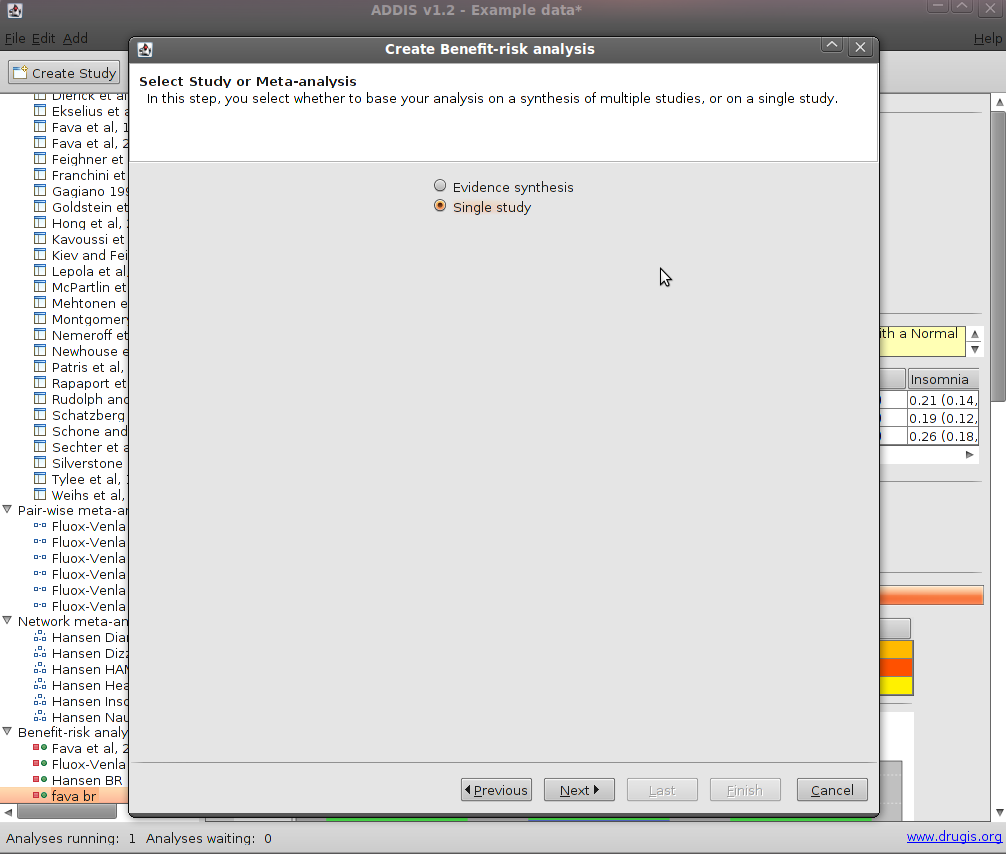 ADDIS v1.2 - Example data*
File Edit Add
Help
Create Study
Create Benefit-risk analysis
Select Study or Meta-analysis
In this step, you select whether to base your analysis on a synthesis of multiple studies, or on a single study.
Evidence synthesis
Single study
Dierick et al
Ekselius et a
Fava et al, 1
Fava et al, 2
Feighner et
Franchini et
Gagiano 199
Goldstein et
Hong et al, 2
Kavoussi et
Kiev and Fei
Lepola et al,
McPartlin et
Mehtonen e
Montgomery
Nemeroff et
Newhouse e
Patris et al,
Rapaport et
Rudolph and
Schatzberg
Schone and
Sechter et a
Silverstone
Tylee et al, 1
Weihs et al,
Pair-wise meta-an
Fluox-Venla
Fluox-Venla
Fluox-Venla
Fluox-Venla
Fluox-Venla
Fluox-Venla
Network meta-an
Hansen Diar
Hansen Dizz
Hansen HAM
Hansen Hea
Hansen Inso
Hansen Nau
Benefit-risk analy
Fava et al, 2
Fluox-Venla
Hansen BR
fava br
ith a Normal
Insomnia
0.21 (0.14,
0.19 (0.12,
0.26 (0.18,
Previous
Next
Last
Finish
Cancel
Analyses running: 1 Analyses waiting: 0
www.drugis.org